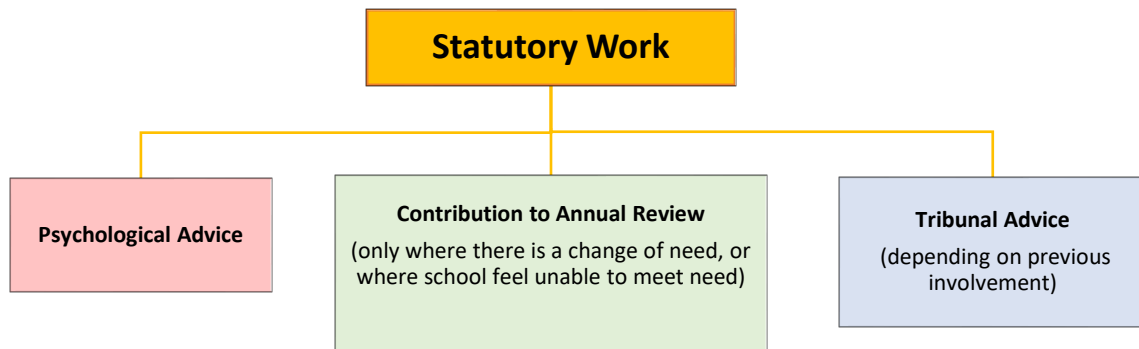 Statutory Work
Psychological Advice
Contribution to Annual Review
(only where there is a change of need, or
where school feel unable to meet need)
Tribunal Advice
(depending on previous
involvement)